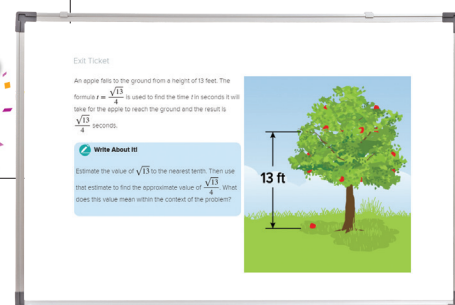 Exit Ticket
An apple falls to the ground from a height of 13 feet. The
formula t = √13/4 is used to find the time t in seconds it will
take for the apple to reach the ground and the result is
√13/4 seconds.
Write About It!
Estimate the value of √13 to the nearest tenth. Then use
that estimate to find the approximate value of √13/4. What
does this value mean within the context of the problem?
13 ft